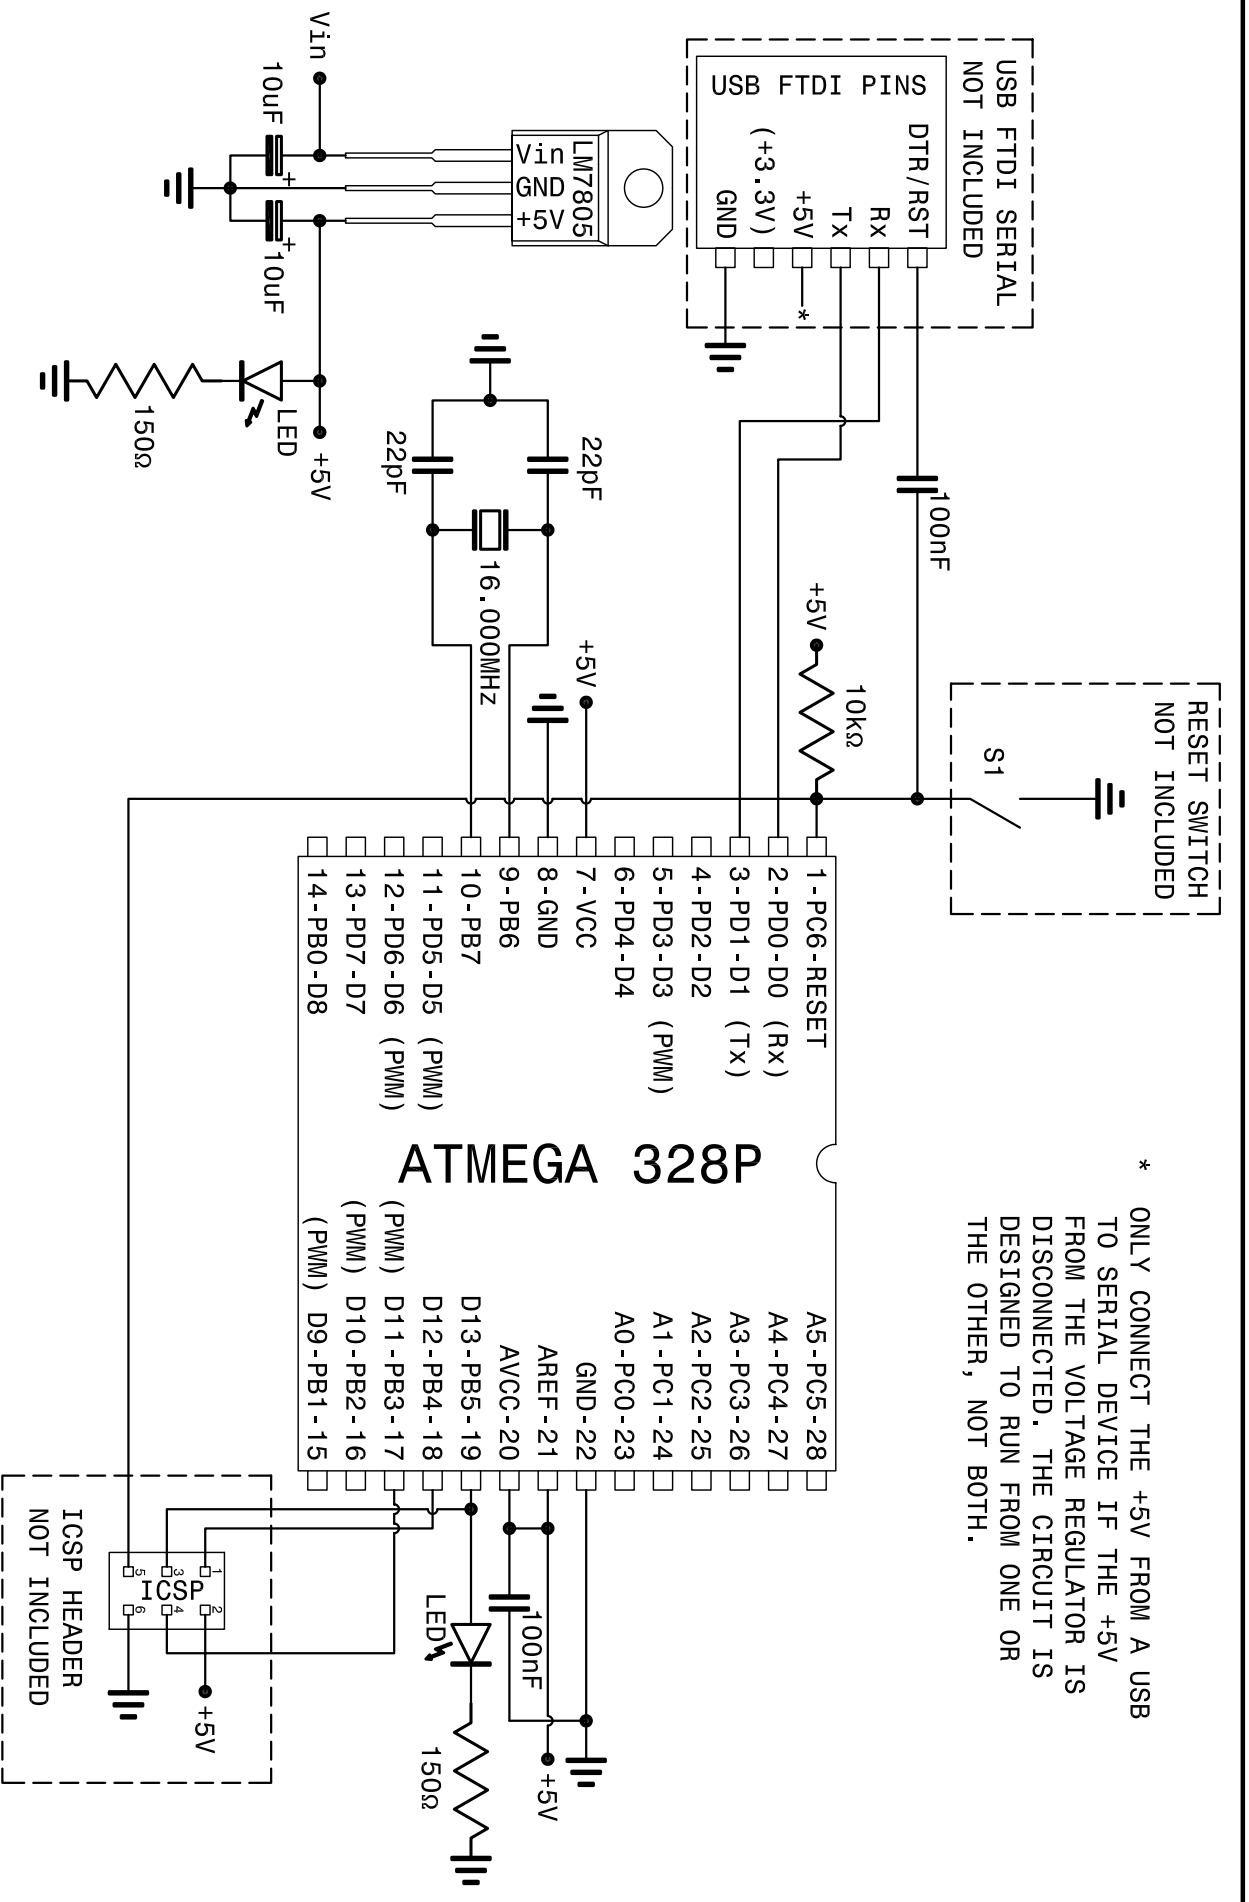 USB FTDI SERIAL
NOT INCLUDED
USB FTDI PINS
DTR/RST
Rx
Tx
+5V
(+3.3V)
GND
*
LM7805
Vin
GND
+5V
Vin
10uF
+
10uF
+
LED
+5V
150Ω
22pF
22pF
16.000MHz
100nF
+5V
10kΩ
+5V
RESET SWITCH
NOT INCLUDED
S1
1-PC6-RESET
2-PD0-D0 (Rx)
3-PD1-D1 (Tx)
4-PD2-D2
5-PD3-D3 (PWM)
6-PD4-D4
7-VCC
8-GND
9-PB6
10-PB7
11-PD5-D5 (PWM)
12-PD6-D6 (PWM)
13-PD7-D7
14-PB0-D8
ATMEGA 328P
A5-PC5-28
A4-PC4-27
A3-PC3-26
A2-PC2-25
A1-PC1-24
A0-PC0-23
GND-22
AREF-21
AVCC-20
D13-PB5-19
D12-PB4-18
(PWM) D11-PB3-17
(PWM) D10-PB2-16
(PWM) D9-PB1-15
* ONLY CONNECT THE +5V FROM A USB
TO SERIAL DEVICE IF THE +5V
FROM THE VOLTAGE REGULATOR IS
DISCONNECTED. THE CIRCUIT IS
DESIGNED TO RUN FROM ONE OR
THE OTHER, NOT BOTH.
100nF
+5V
LED
150Ω
ICSP HEADER
NOT INCLUDED
1 2
3 4
5 6
ICSP
+5V